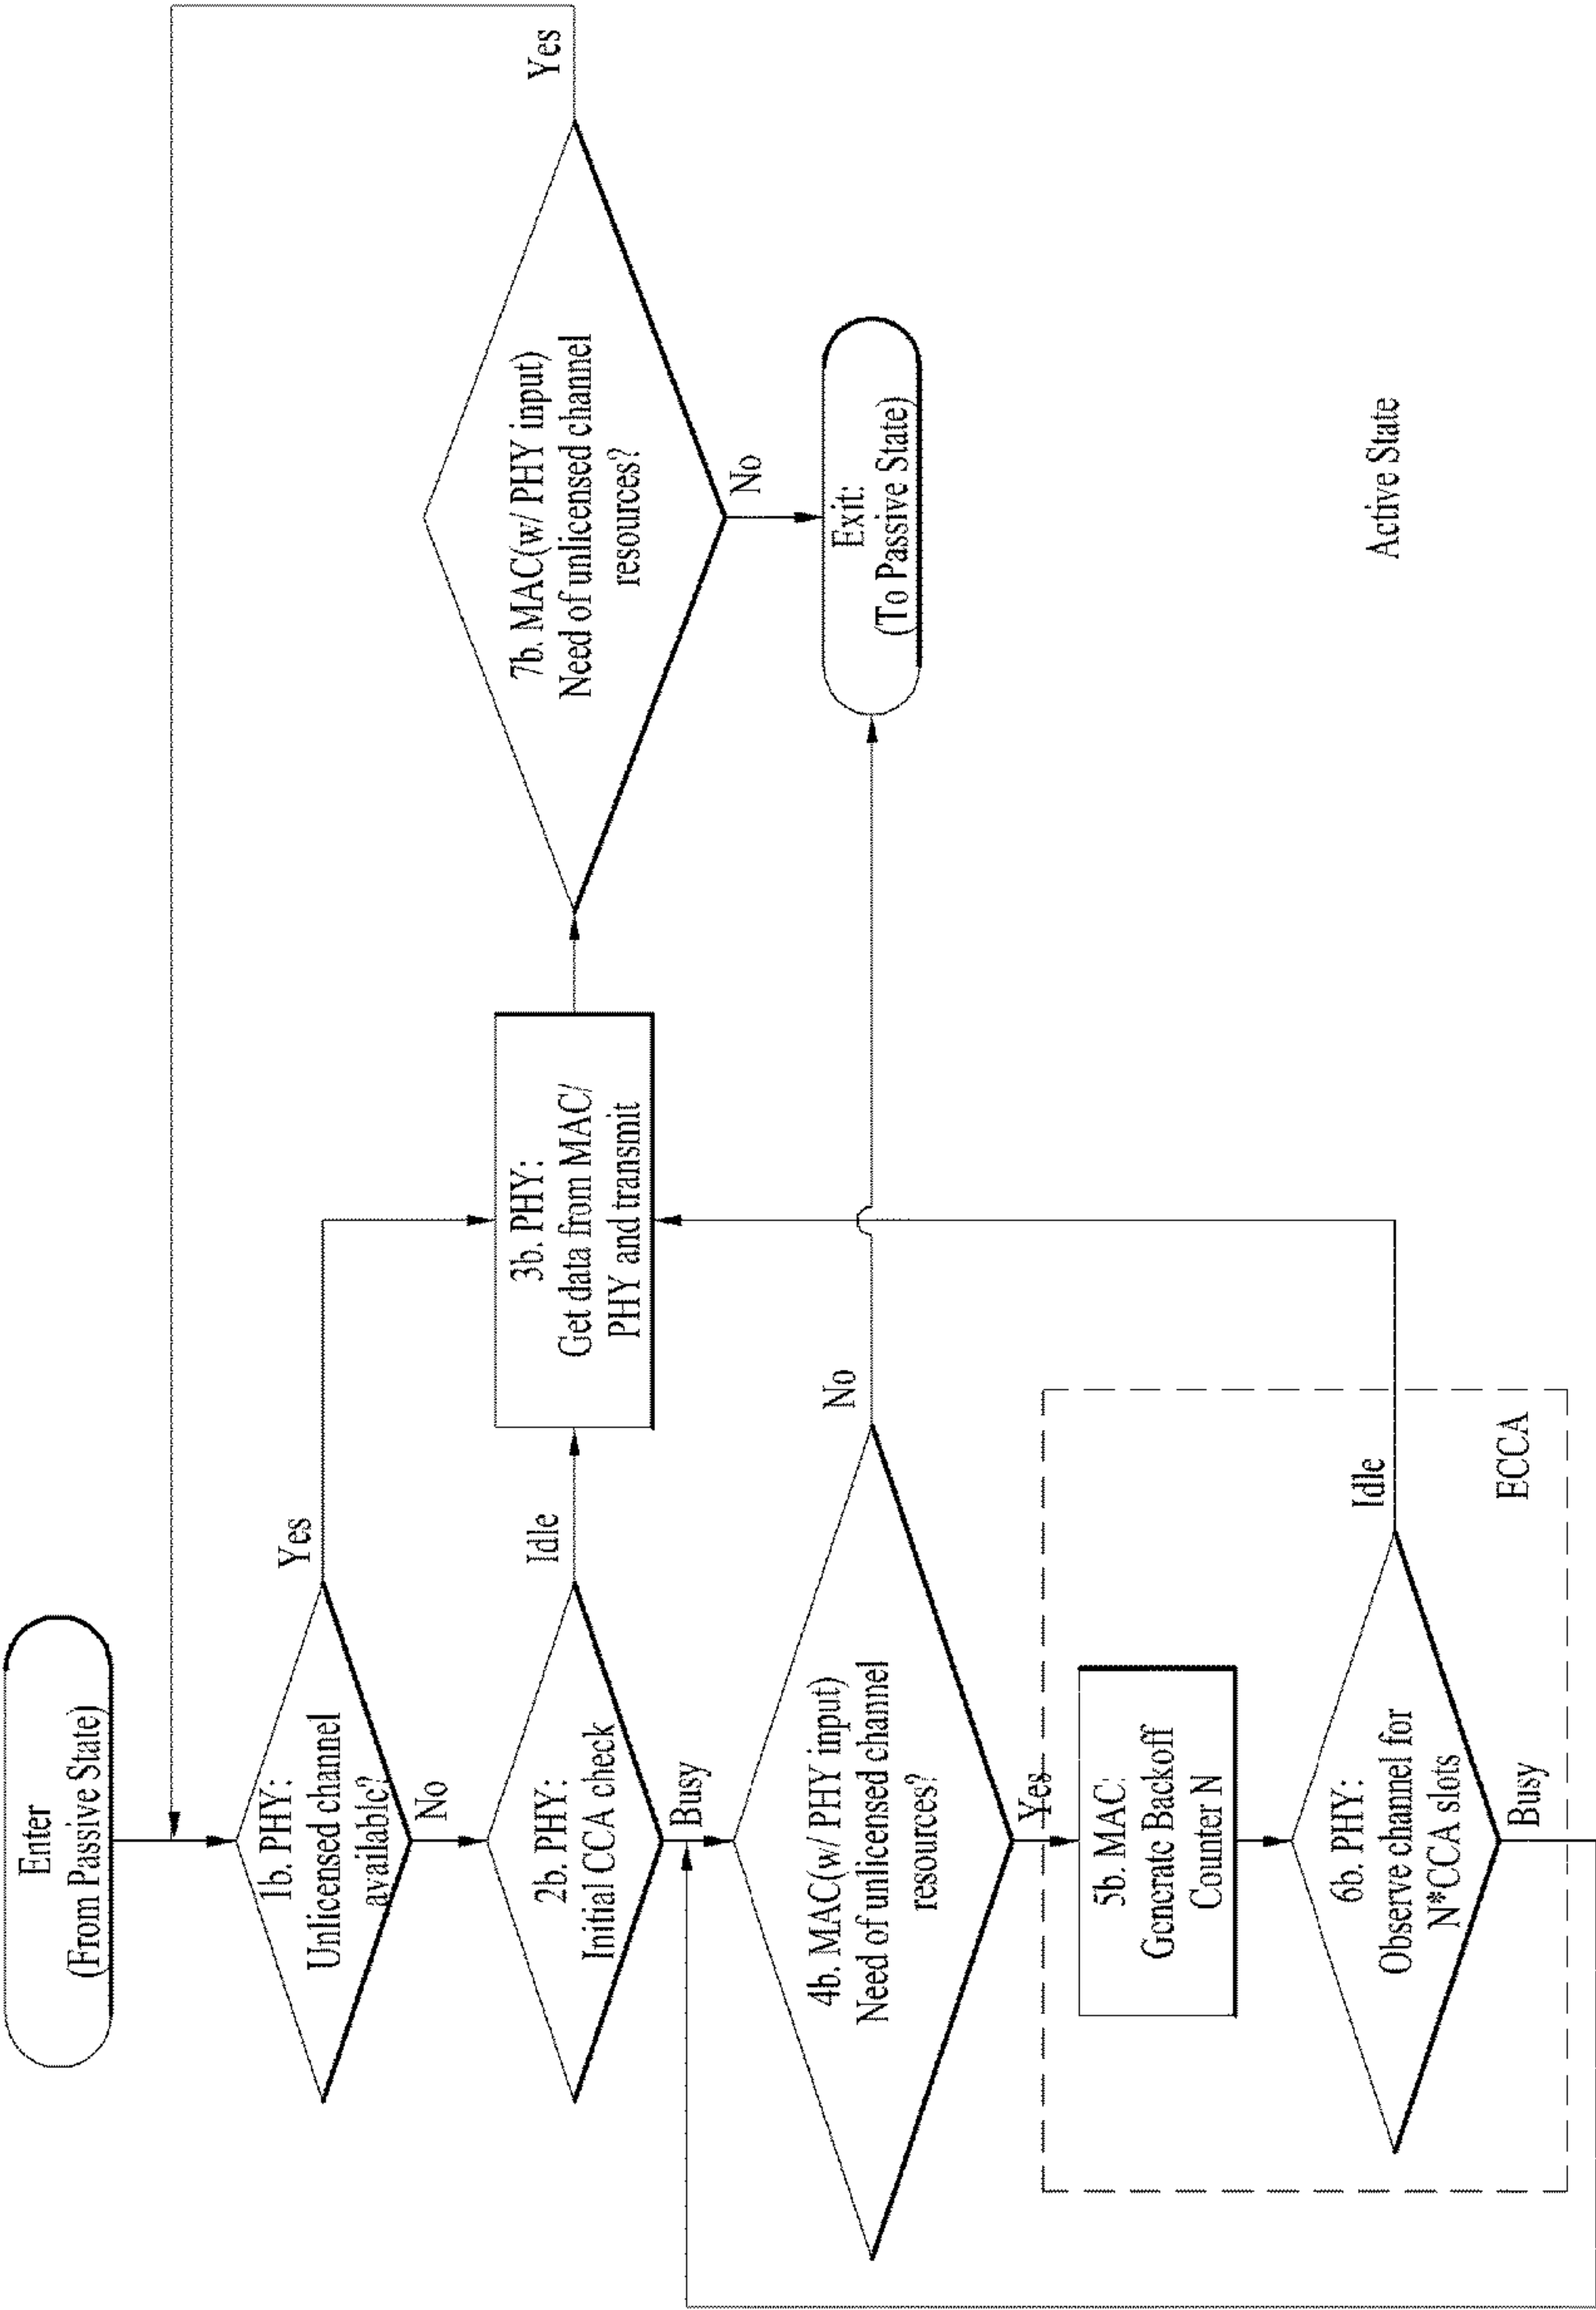 Enter
(From Passive State)
1b. PHY:
Unlicensed channel
available?
Yes
No
2b. PHY:
Initial CCA check
Idle
Busy
3b. PHY:
Get data from MAC/
PHY and transmit
7b. MAC(w/ PHY input)
Need of unlicensed channel
resources?
Yes
No
Exit:
(To Passive State)
4b. MAC(w/ PHY input)
Need of unlicensed channel
resources?
No
Yes
5b. MAC:
Generate Backoff
Counter N
6b. PHY:
Observe channel for
N*CCA slots
Idle
Busy
ECCA
Active State